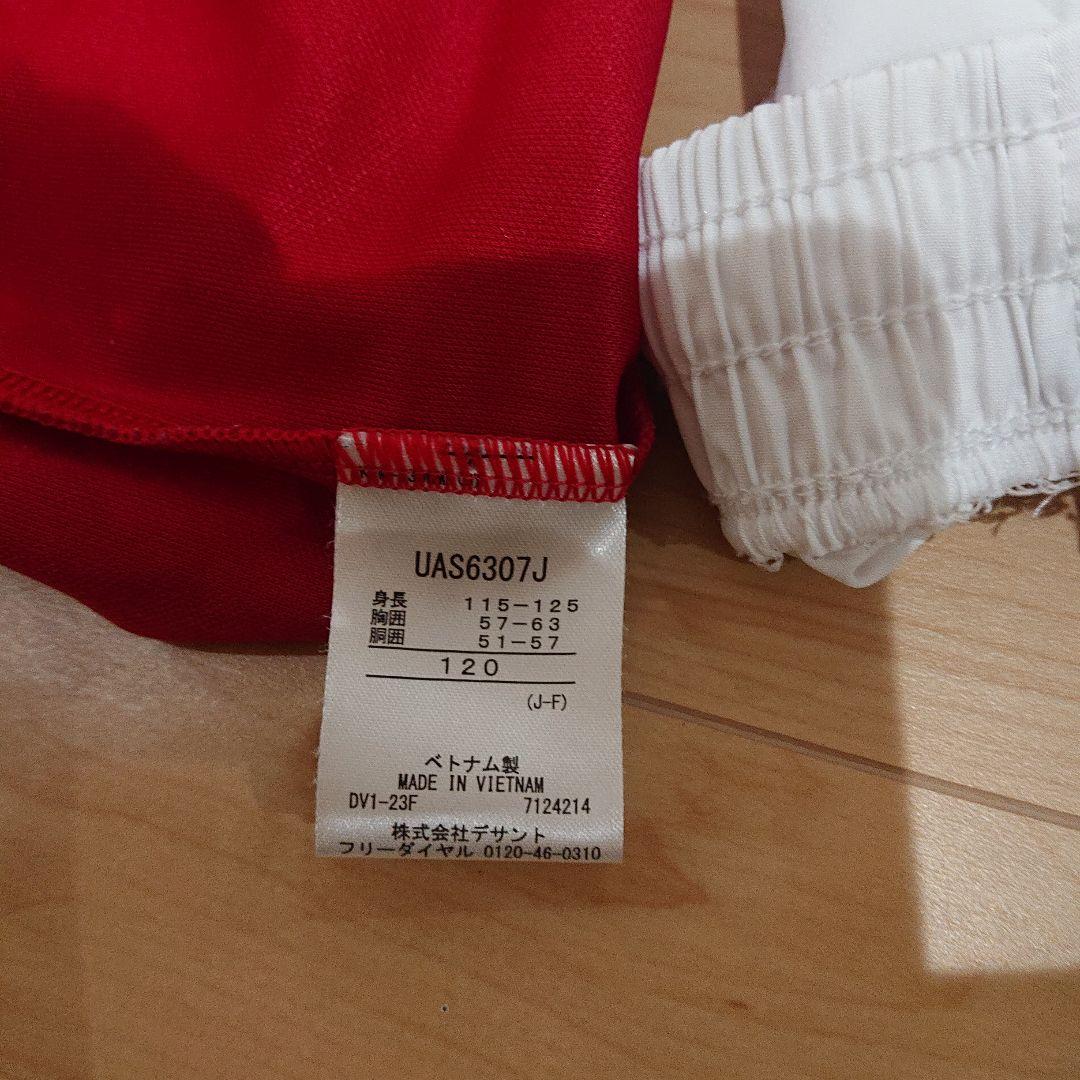 UAS6307J
身長 115-125
胸囲 57-63
胴囲 51-57
120
(J-F)
ベトナム製
MADE IN VIETNAM
DV1-23F 7124214
株式会社デサント
フリーダイヤル 0120-46-0310